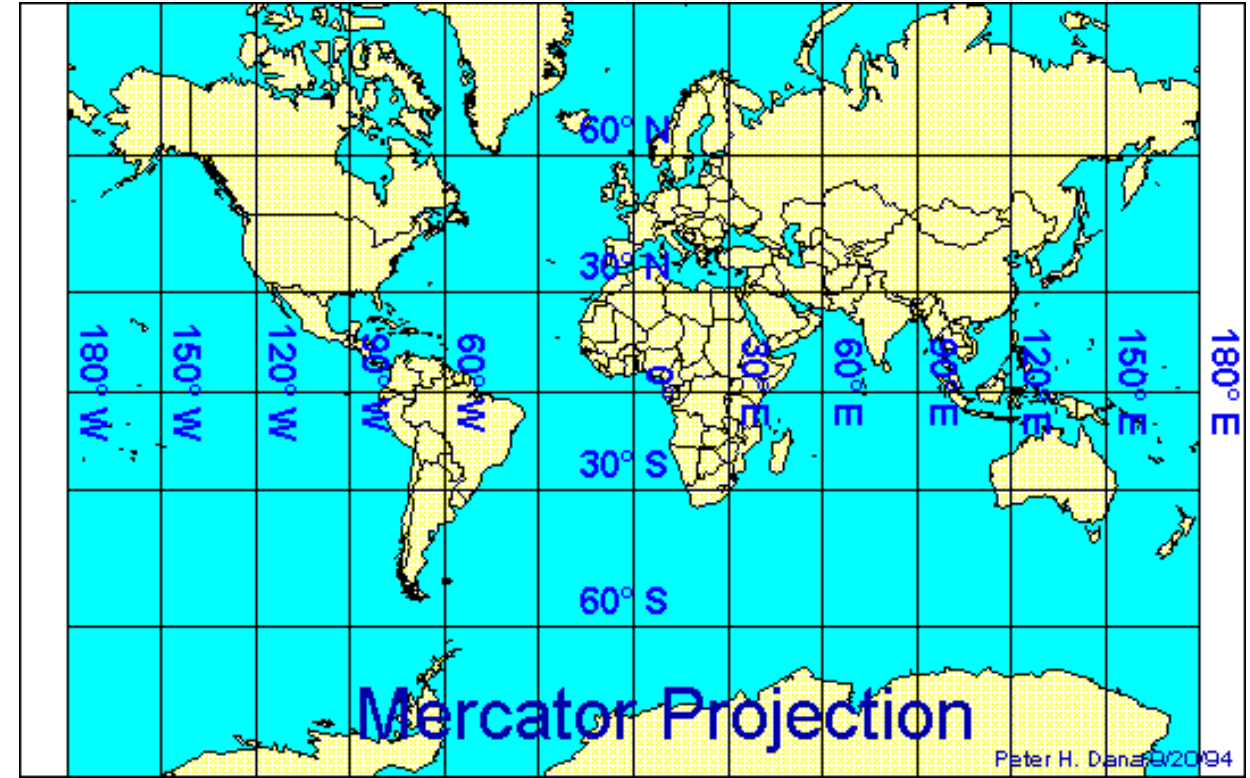 60° N
30° N
180° W
150° W
120° W
90° W
60° W
0°
30° E
60° E
90° E
120° E
150° E
180° E
30° S
60° S
Mercator Projection
Peter H. Dana 9/20/94